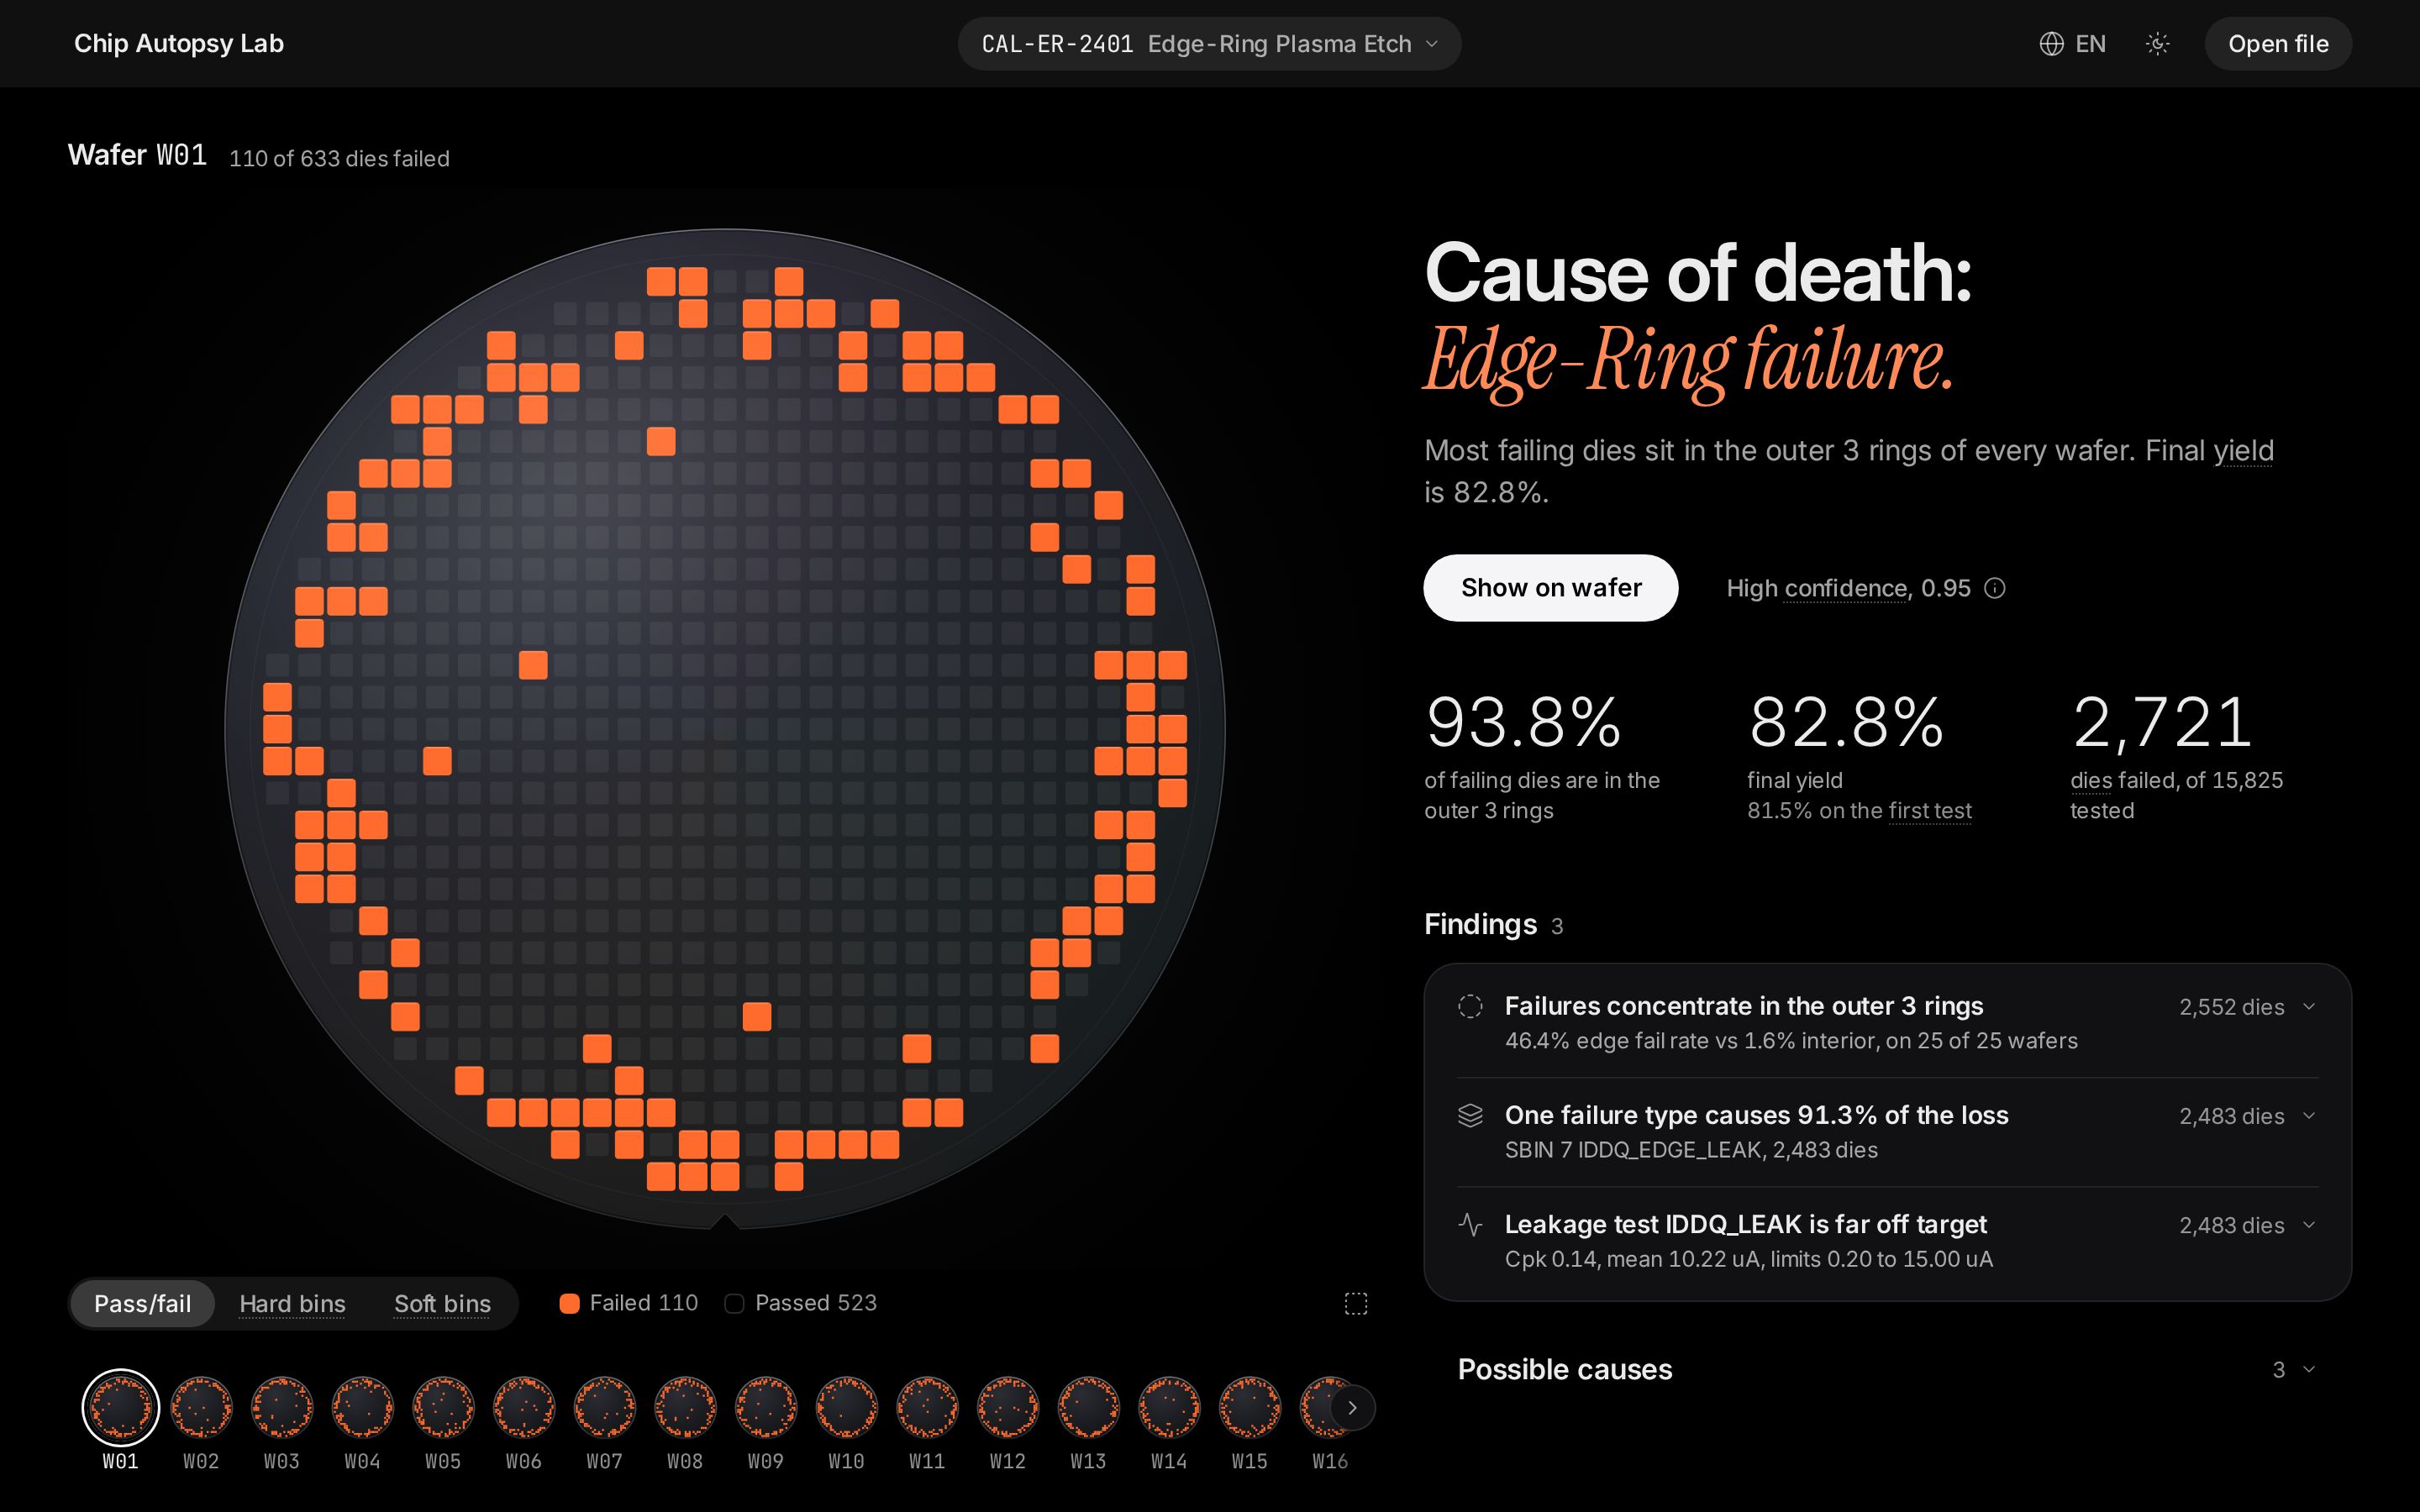 Chip Autopsy Lab
CAL-ER-2401 Edge-Ring Plasma Etch
EN
Open file
Wafer W01 110 of 633 dies failed
Cause of death:
Edge-Ring failure.
Most failing dies sit in the outer 3 rings of every wafer. Final yield
is 82.8%.
Show on wafer
High confidence, 0.95
93.8%
of failing dies are in the
outer 3 rings
82.8%
final yield
81.5% on the first test
2,721
dies failed, of 15,825
tested
Findings 3
Failures concentrate in the outer 3 rings
2,552 dies
46.4% edge fail rate vs 1.6% interior, on 25 of 25 wafers
One failure type causes 91.3% of the loss
2,483 dies
SBIN 7 IDDQ_EDGE_LEAK, 2,483 dies
Leakage test IDDQ_LEAK is far off target
2,483 dies
Cpk 0.14, mean 10.22 uA, limits 0.20 to 15.00 uA
Possible causes
3
Pass/fail Hard bins Soft bins
Failed 110 Passed 523
W01 W02 W03 W04 W05 W06 W07 W08 W09 W10 W11 W12 W13 W14 W15 W16